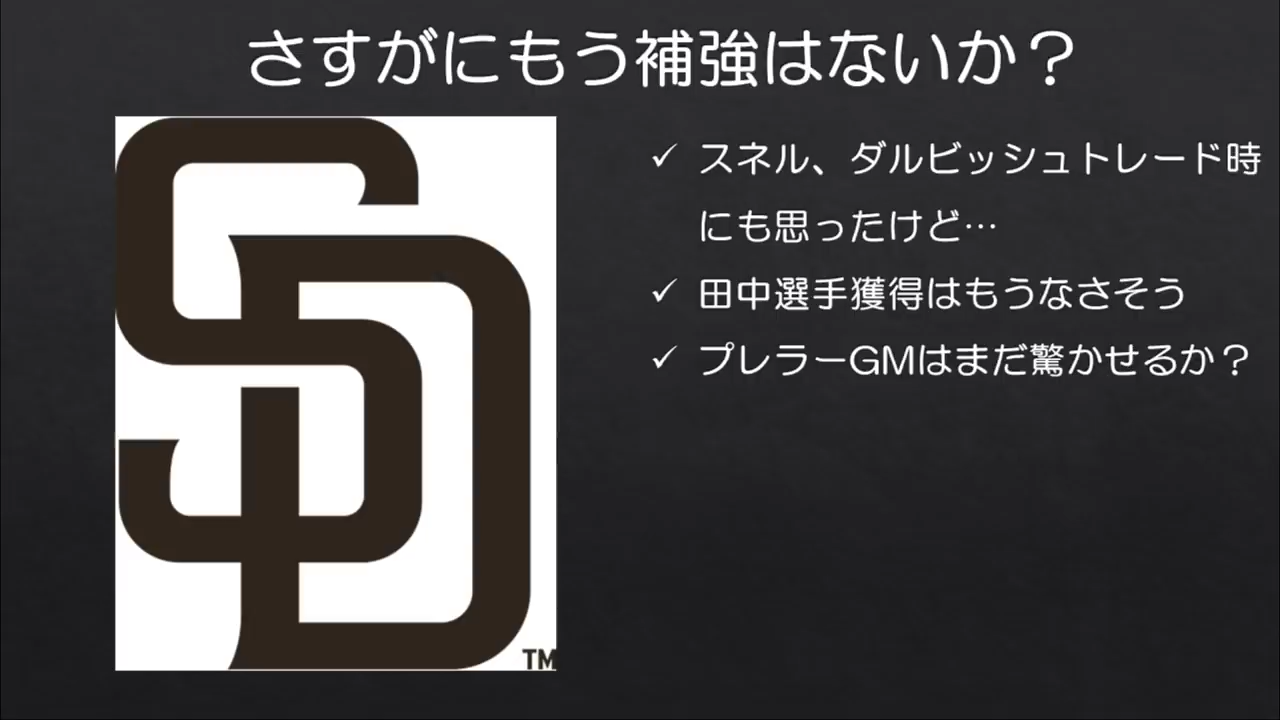 さすがにもう補強はないか？
✓ スネル、ダルビッシュトレード時
にも思ったけど…
✓ 田中選手獲得はもうなさそう
✓ プレラーGMはまだ驚かせるか？
SD
TM